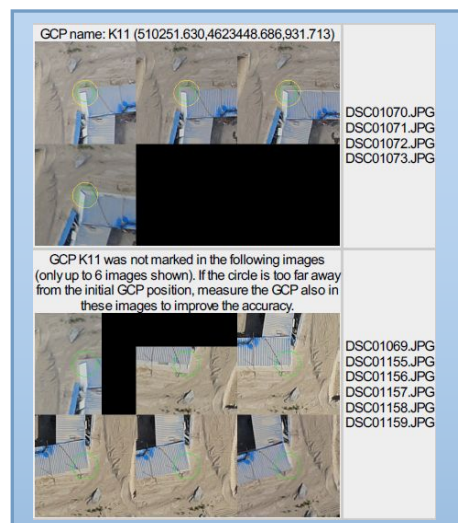 GCP name: K11 (510251.630,4623448.686,931.713)
DSC01070.JPG
DSC01071.JPG
DSC01072.JPG
DSC01073.JPG
GCP K11 was not marked in the following images
(only up to 6 images shown). If the circle is too far away
from the initial GCP position, measure the GCP also in
these images to improve the accuracy.
DSC01069.JPG
DSC01155.JPG
DSC01156.JPG
DSC01157.JPG
DSC01158.JPG
DSC01159.JPG